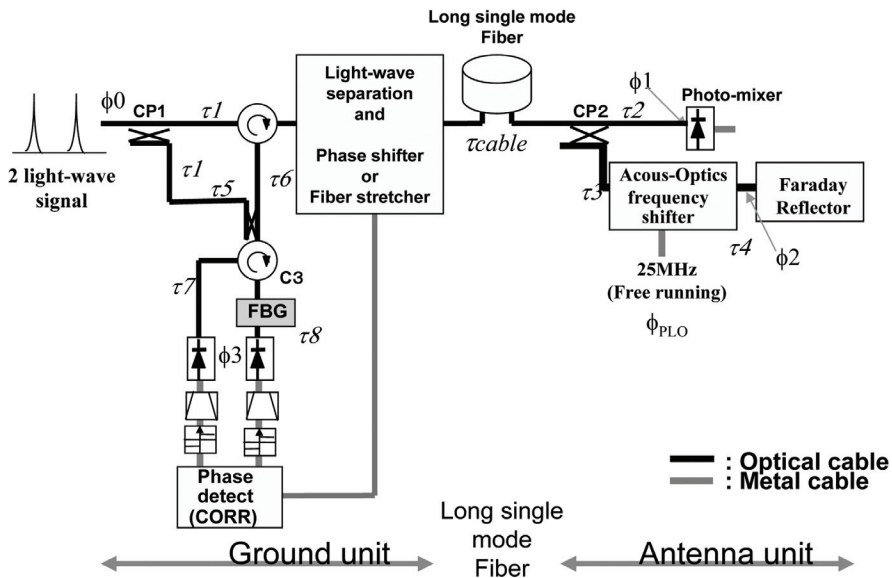 Long single mode
Fiber
ϕ0
CP1
τ1
2 light-wave
signal
τ1
τ5
τ6
Light-wave
separation
and
Phase shifter
or
Fiber stretcher
τcable
CP2
τ2
ϕ1
Photo-mixer
τ3
Acous-Optics
frequency
shifter
Faraday
Reflector
τ4
ϕ2
25MHz
(Free running)
ϕPLO
τ7
C3
FBG
τ8
ϕ3
Phase
detect
(CORR)
: Optical cable
: Metal cable
Ground unit
Long single
mode
Fiber
Antenna unit